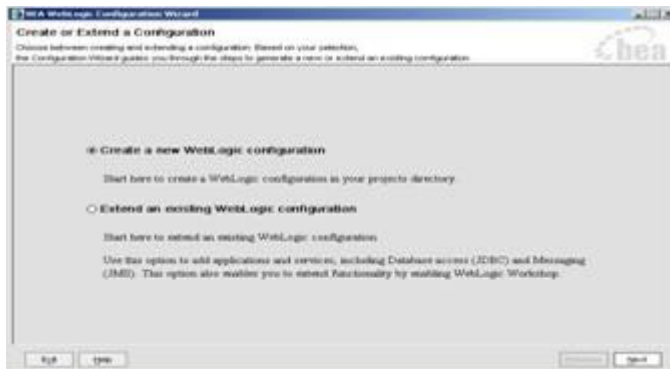 BEA WebLogic Configuration Wizard
Create or Extend a Configuration
Choose between creating and extending a configuration. Based on your selection,
the Configuration Wizard guides you through the steps to generate a new or extend an existing configuration.
bea
Create a new WebLogic configuration
Start here to create a WebLogic configuration in your projects directory.
Extend an existing WebLogic configuration
Start here to extend an existing WebLogic configuration.
Use this option to add applications and services, including Database access (JDBC) and Messaging
(JMS). This option also enables you to extend functionality by enabling WebLogic Workshop.
Exit Help Next